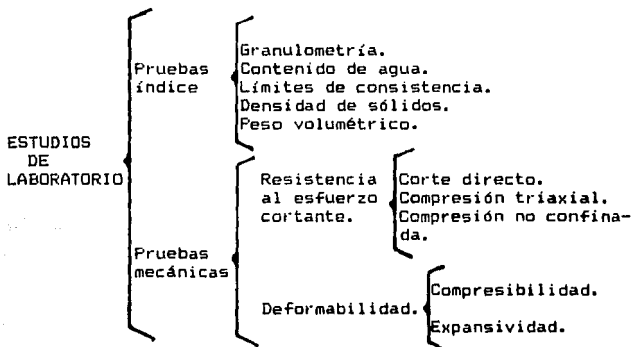 ESTUDIOS
DE
LABORATORIO
Pruebas
índice
Granulometría.
Contenido de agua.
Límites de consistencia.
Densidad de sólidos.
Peso volumétrico.
Pruebas
mecánicas
Resistencia
al esfuerzo
cortante.
Corte directo.
Compresión triaxial.
Compresión no confina-
da.
Deformabilidad.
Compresibilidad.
Expansividad.